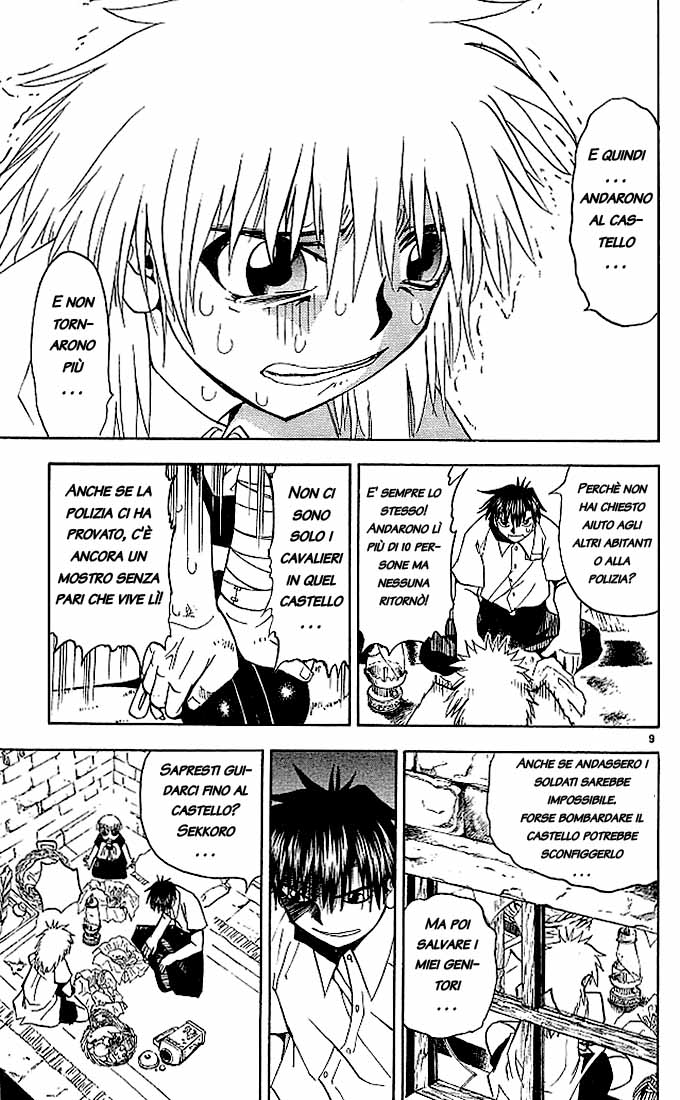 E QUINDI
...
ANDARONO
AL CAS-
TELLO
...
E NON
TORN-
ARONO
PIÙ
...
PERCHÈ NON
HAI CHIESTO
AIUTO AGLI
ALTRI ABITANTI
O ALLA
POLIZIA?
E' SEMPRE LO
STESSO!
ANDARONO LÌ
PIÙ DI 10 PER-
SONE MA
NESSUNA
RITORNÒ!
NON CI
SONO
SOLO I
CAVALIERI
IN QUEL
CASTELLO
...
ANCHE SE LA
POLIZIA CI HA
PROVATO, C'È
ANCORA UN
MOSTRO SENZA
PARI CHE VIVE LÌ!
9
ANCHE SE ANDASSERO I
SOLDATI SAREBBE
IMPOSSIBILE.
FORSE BOMBARDARE IL
CASTELLO POTREBBE
SCONFIGGERLO
...
MA POI
SALVARE I
MIEI GENI-
TORI
...
SAPRESTI GUI-
DARCI FINO AL
CASTELLO?
SEKKORO
...